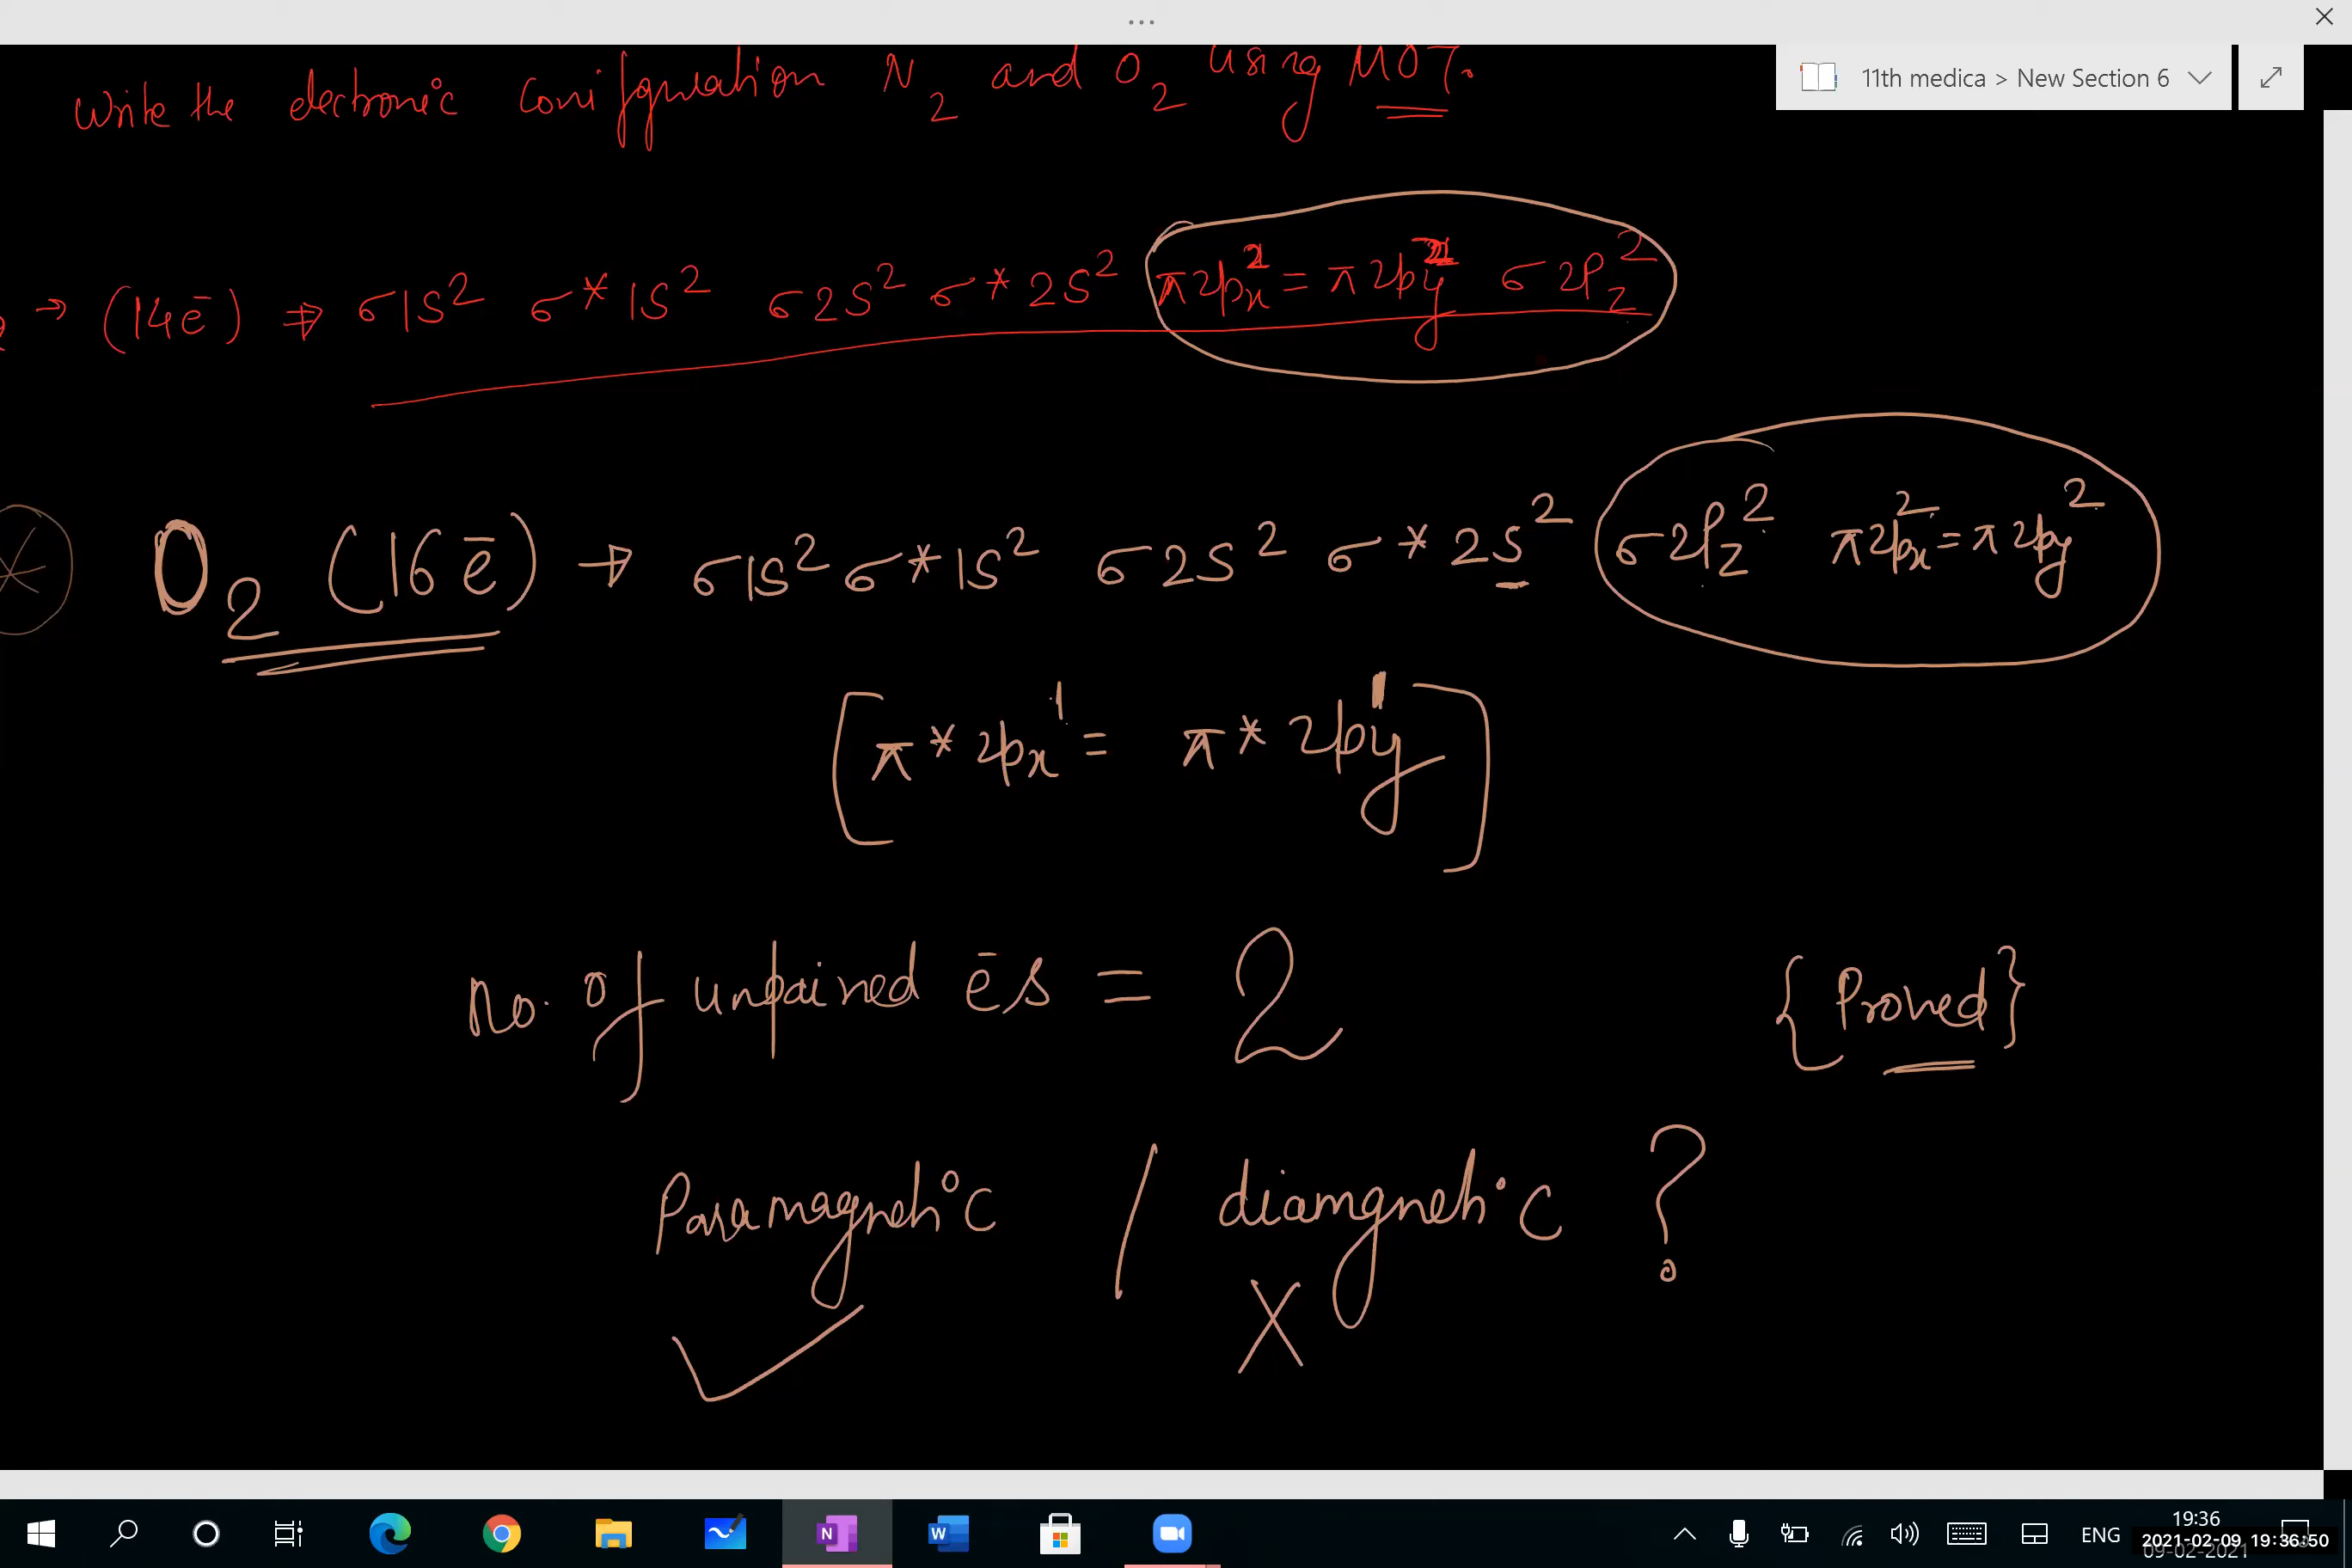 ...
11th medica > New Section 6
Write the electronic configuration N2 and O2 using MOT.
→ (14ē) ⇒ σ1s² σ*1s² σ2s² σ*2s² π2px² = π2py² σ2pz²
O2 (16ē) → σ1s² σ*1s² σ2s² σ*2s² σ2pz² π2px² = π2py²
[π*2px¹ = π*2py¹]
No. of unpaired ēs = 2 {Proved}
Paramagnetic / diamgnetic ?
✓ X
ENG
19:36
2021-02-09 19:36:50
09-02-2021